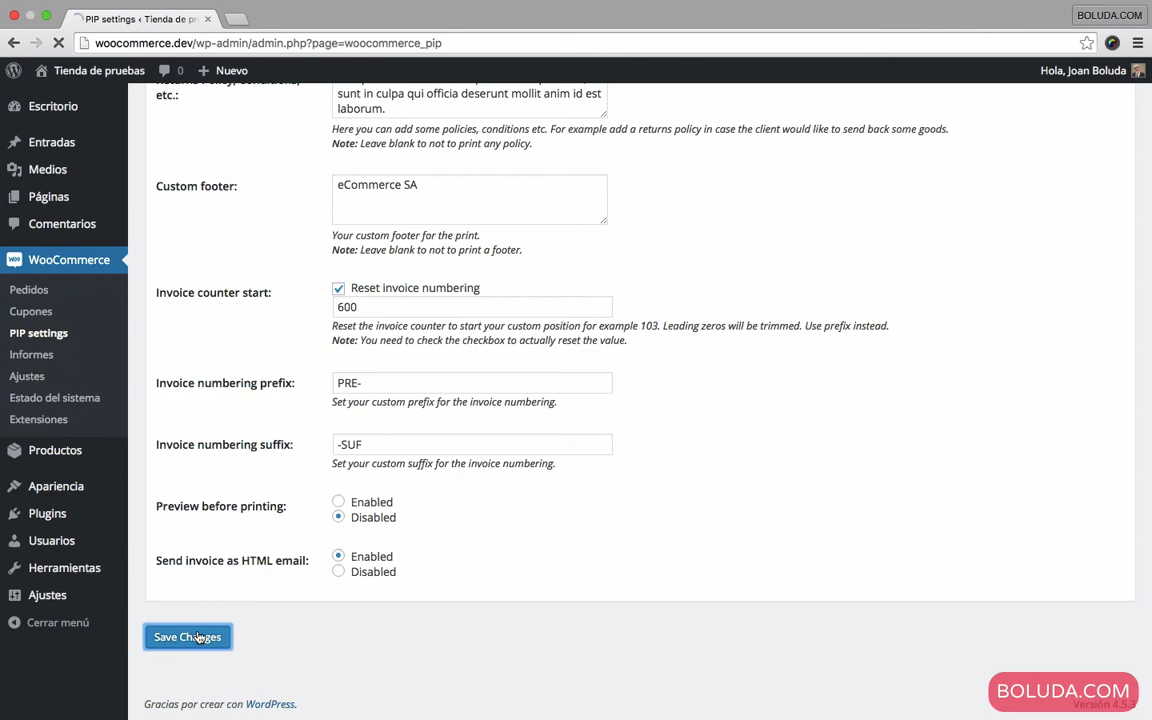 PIP settings ‹ Tienda de pr
BOLUDA.COM
woocommerce.dev/wp-admin/admin.php?page=woocommerce_pip
Tienda de pruebas
0
Nuevo
Hola, Joan Boluda
Escritorio
Entradas
Medios
Páginas
Comentarios
WooCommerce
Pedidos
Cupones
PIP settings
Informes
Ajustes
Estado del sistema
Extensiones
Productos
Apariencia
Plugins
Usuarios
Herramientas
Ajustes
Cerrar menú
etc.:
sunt in culpa qui officia deserunt mollit anim id est
laborum.
Here you can add some policies, conditions etc. For example add a returns policy in case the client would like to send back some goods.
Note: Leave blank to not to print any policy.
Custom footer:
eCommerce SA
Your custom footer for the print.
Note: Leave blank to not to print a footer.
Invoice counter start:
Reset invoice numbering
600
Reset the invoice counter to start your custom position for example 103. Leading zeros will be trimmed. Use prefix instead.
Note: You need to check the checkbox to actually reset the value.
Invoice numbering prefix:
PRE-
Set your custom prefix for the invoice numbering.
Invoice numbering suffix:
-SUF
Set your custom suffix for the invoice numbering.
Preview before printing:
Enabled
Disabled
Send invoice as HTML email:
Enabled
Disabled
Save Changes
Gracias por crear con WordPress.
BOLUDA.COM
Versión 4.5.3